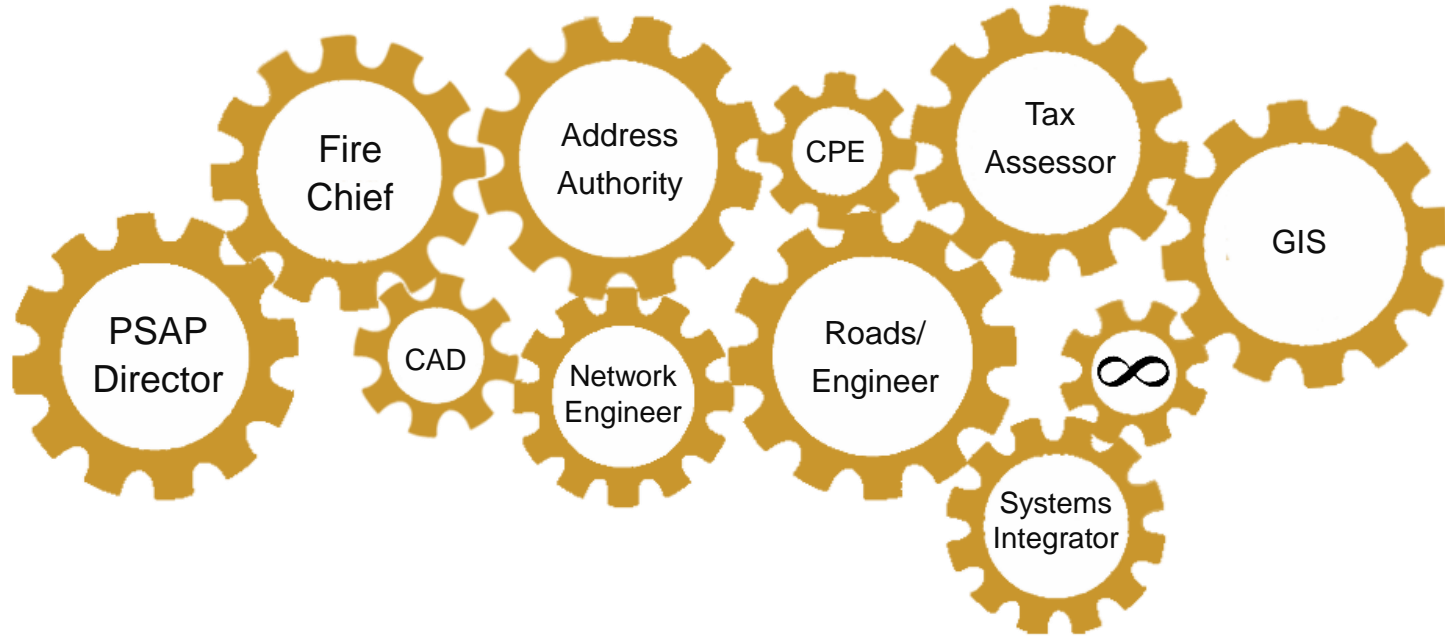 Fire
Chief
Address
Authority
CPE
Tax
Assessor
GIS
PSAP
Director
CAD
Network
Engineer
Roads/
Engineer
∞
Systems
Integrator